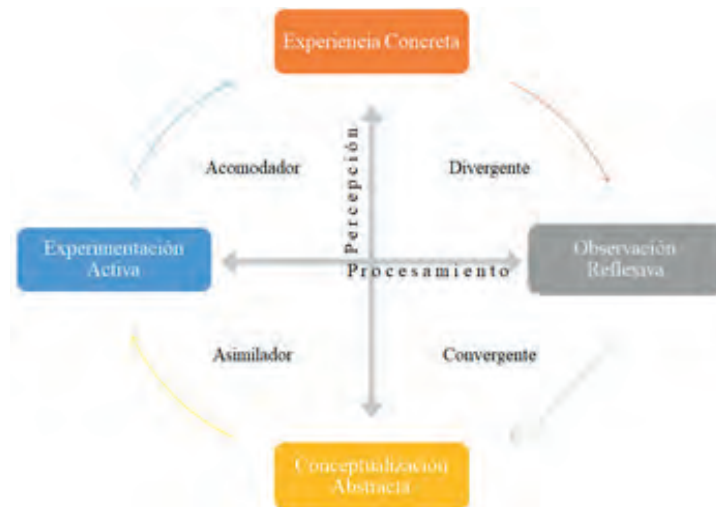 Experiencia Concreta
Percepción
Acomodador
Divergente
Experimentación
Activa
Procesamiento
Observación
Reflexiva
Asimilador
Convergente
Conceptualización
Abstracta